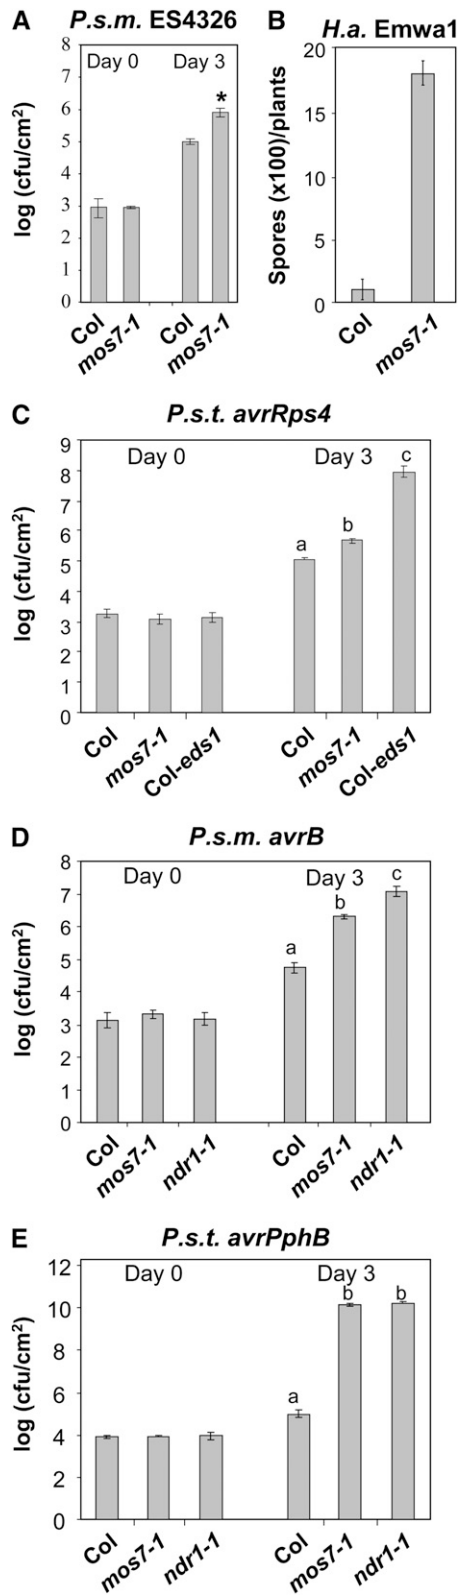 A
P.s.m. ES4326
8
7
6
5
4
3
2
1
0
log (cfu/cm²)
Day 0
Day 3
*
Col
mos7-1
Col
mos7-1
B
H.a. Emwa1
20
15
10
5
0
Spores (x100)/plants
Col
mos7-1
C
P.s.t. avrRps4
9
8
7
6
5
4
3
2
1
0
log (cfu/cm²)
Day 0
Day 3
a
b
c
Col
mos7-1
Col-eds1
Col
mos7-1
Col-eds1
D
P.s.m. avrB
8
7
6
5
4
3
2
1
0
log (cfu/cm²)
Day 0
Day 3
a
b
c
Col
mos7-1
ndr1-1
Col
mos7-1
ndr1-1
E
P.s.t. avrPphB
12
10
8
6
4
2
0
log (cfu/cm²)
Day 0
Day 3
a
b
b
Col
mos7-1
ndr1-1
Col
mos7-1
ndr1-1